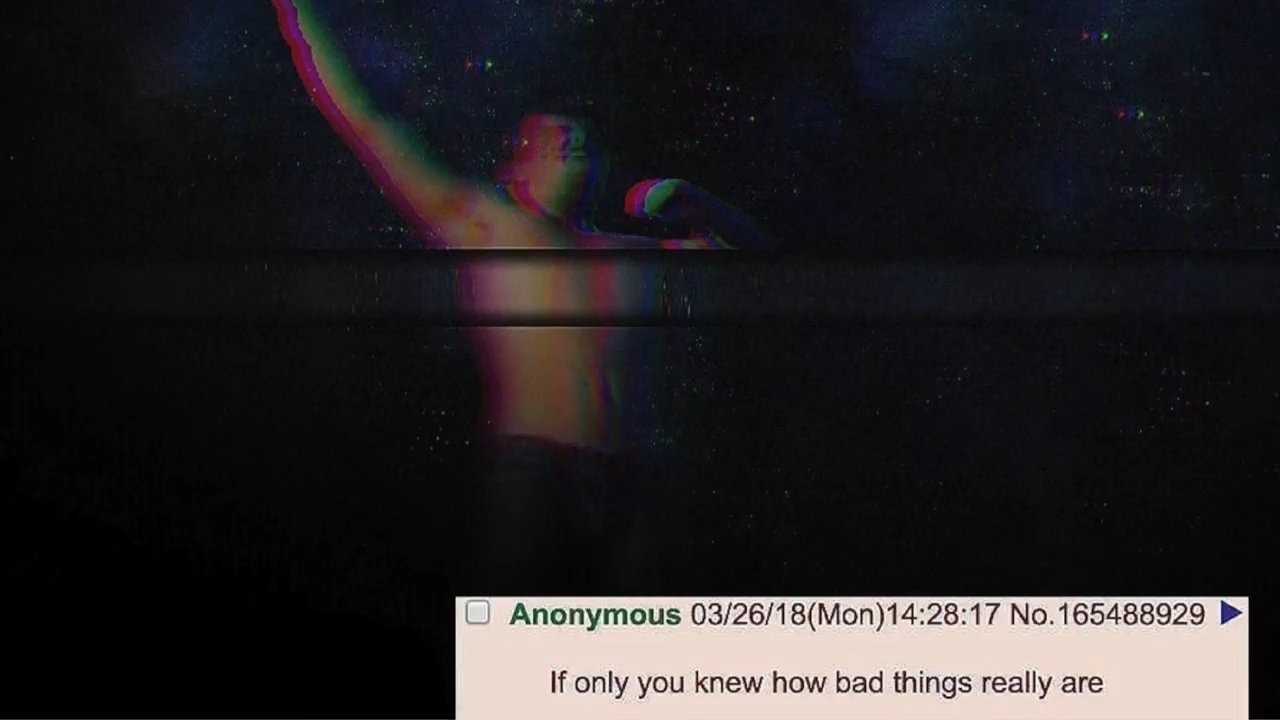 Anonymous 03/26/18(Mon)14:28:17 No.165488929
If only you knew how bad things really are